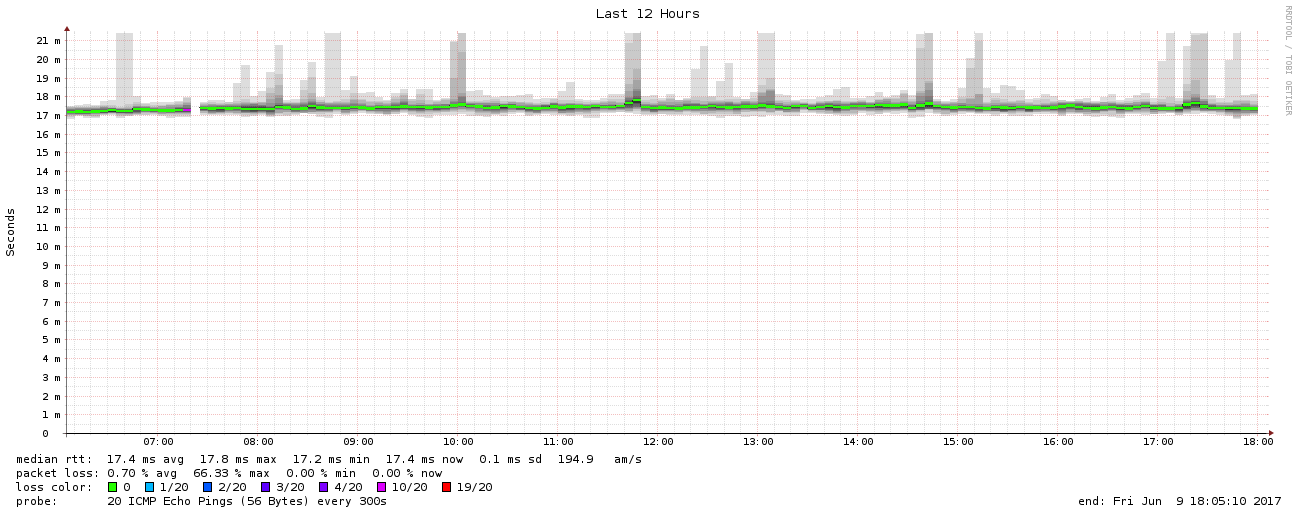 Last 12 Hours
RRDTOOL / TOBI OETIKER
21 m
20 m
19 m
18 m
17 m
16 m
15 m
14 m
13 m
12 m
11 m
10 m
9 m
8 m
7 m
6 m
5 m
4 m
3 m
2 m
1 m
0
Seconds
07:00 08:00 09:00 10:00 11:00 12:00 13:00 14:00 15:00 16:00 17:00 18:00
median rtt: 17.4 ms avg 17.8 ms max 17.2 ms min 17.4 ms now 0.1 ms sd 194.9 am/s
packet loss: 0.70 % avg 66.33 % max 0.00 % min 0.00 % now
loss color: 0 1/20 2/20 3/20 4/20 10/20 19/20
probe: 20 ICMP Echo Pings (56 Bytes) every 300s end: Fri Jun 9 18:05:10 2017